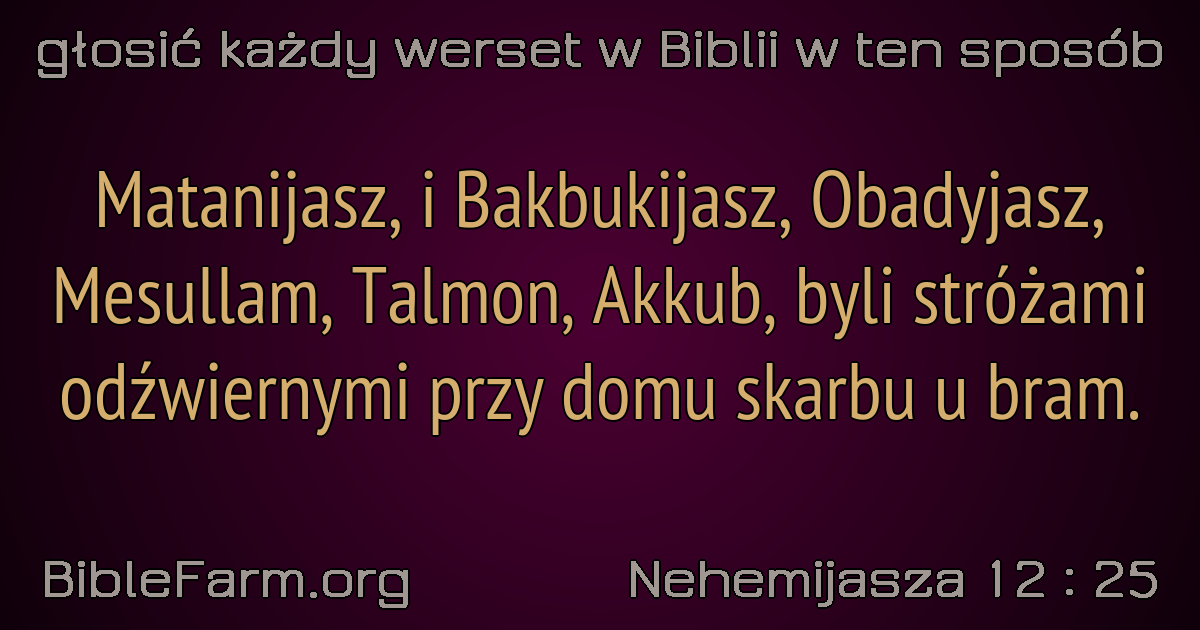 głosić każdy werset w Biblii w ten sposób
Matanijasz, i Bakbukijasz, Obadyjasz,
Mesullam, Talmon, Akkub, byli stróżami
odźwiernymi przy domu skarbu u bram.
BibleFarm.org
Nehemijasza 12 : 25